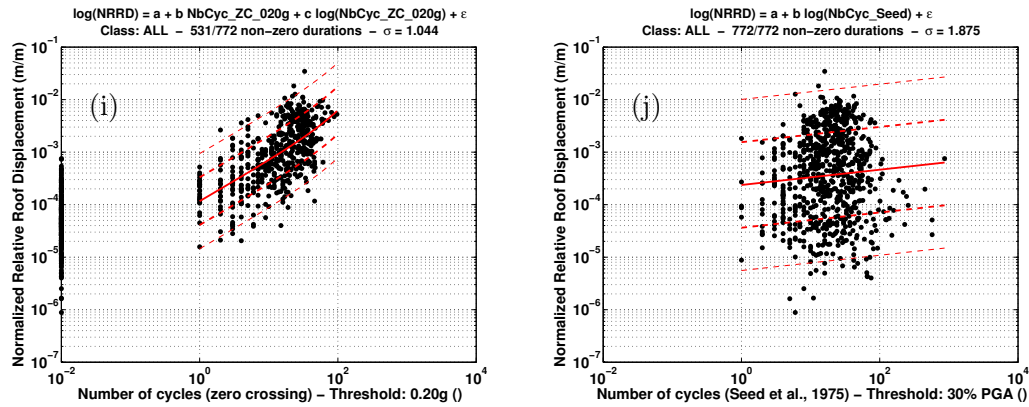 log(NRRD) = a + b NbCyc_ZC_020g + c log(NbCyc_ZC_020g) + ε
Class: ALL − 531/772 non−zero durations − σ = 1.044
Normalized Relative Roof Displacement (m/m)
10^-1
10^-2
10^-3
10^-4
10^-5
10^-6
10^-7
(i)
10^-2
10^0
10^2
10^4
Number of cycles (zero crossing) − Threshold: 0.20g ()
log(NRRD) = a + b log(NbCyc_Seed) + ε
Class: ALL − 772/772 non−zero durations − σ = 1.875
Normalized Relative Roof Displacement (m/m)
10^-1
10^-2
10^-3
10^-4
10^-5
10^-6
10^-7
(j)
10^-2
10^0
10^2
10^4
Number of cycles (Seed et al., 1975) − Threshold: 30% PGA ()